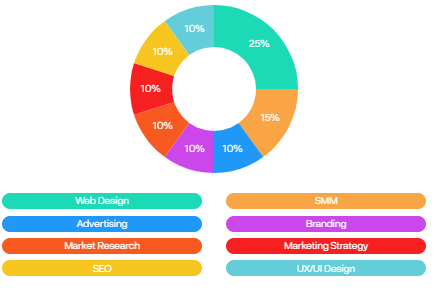 10%
25%
10%
10%
15%
10%
10%
10%
Web Design
SMM
Advertising
Branding
Market Research
Marketing Strategy
SEO
UX/UI Design